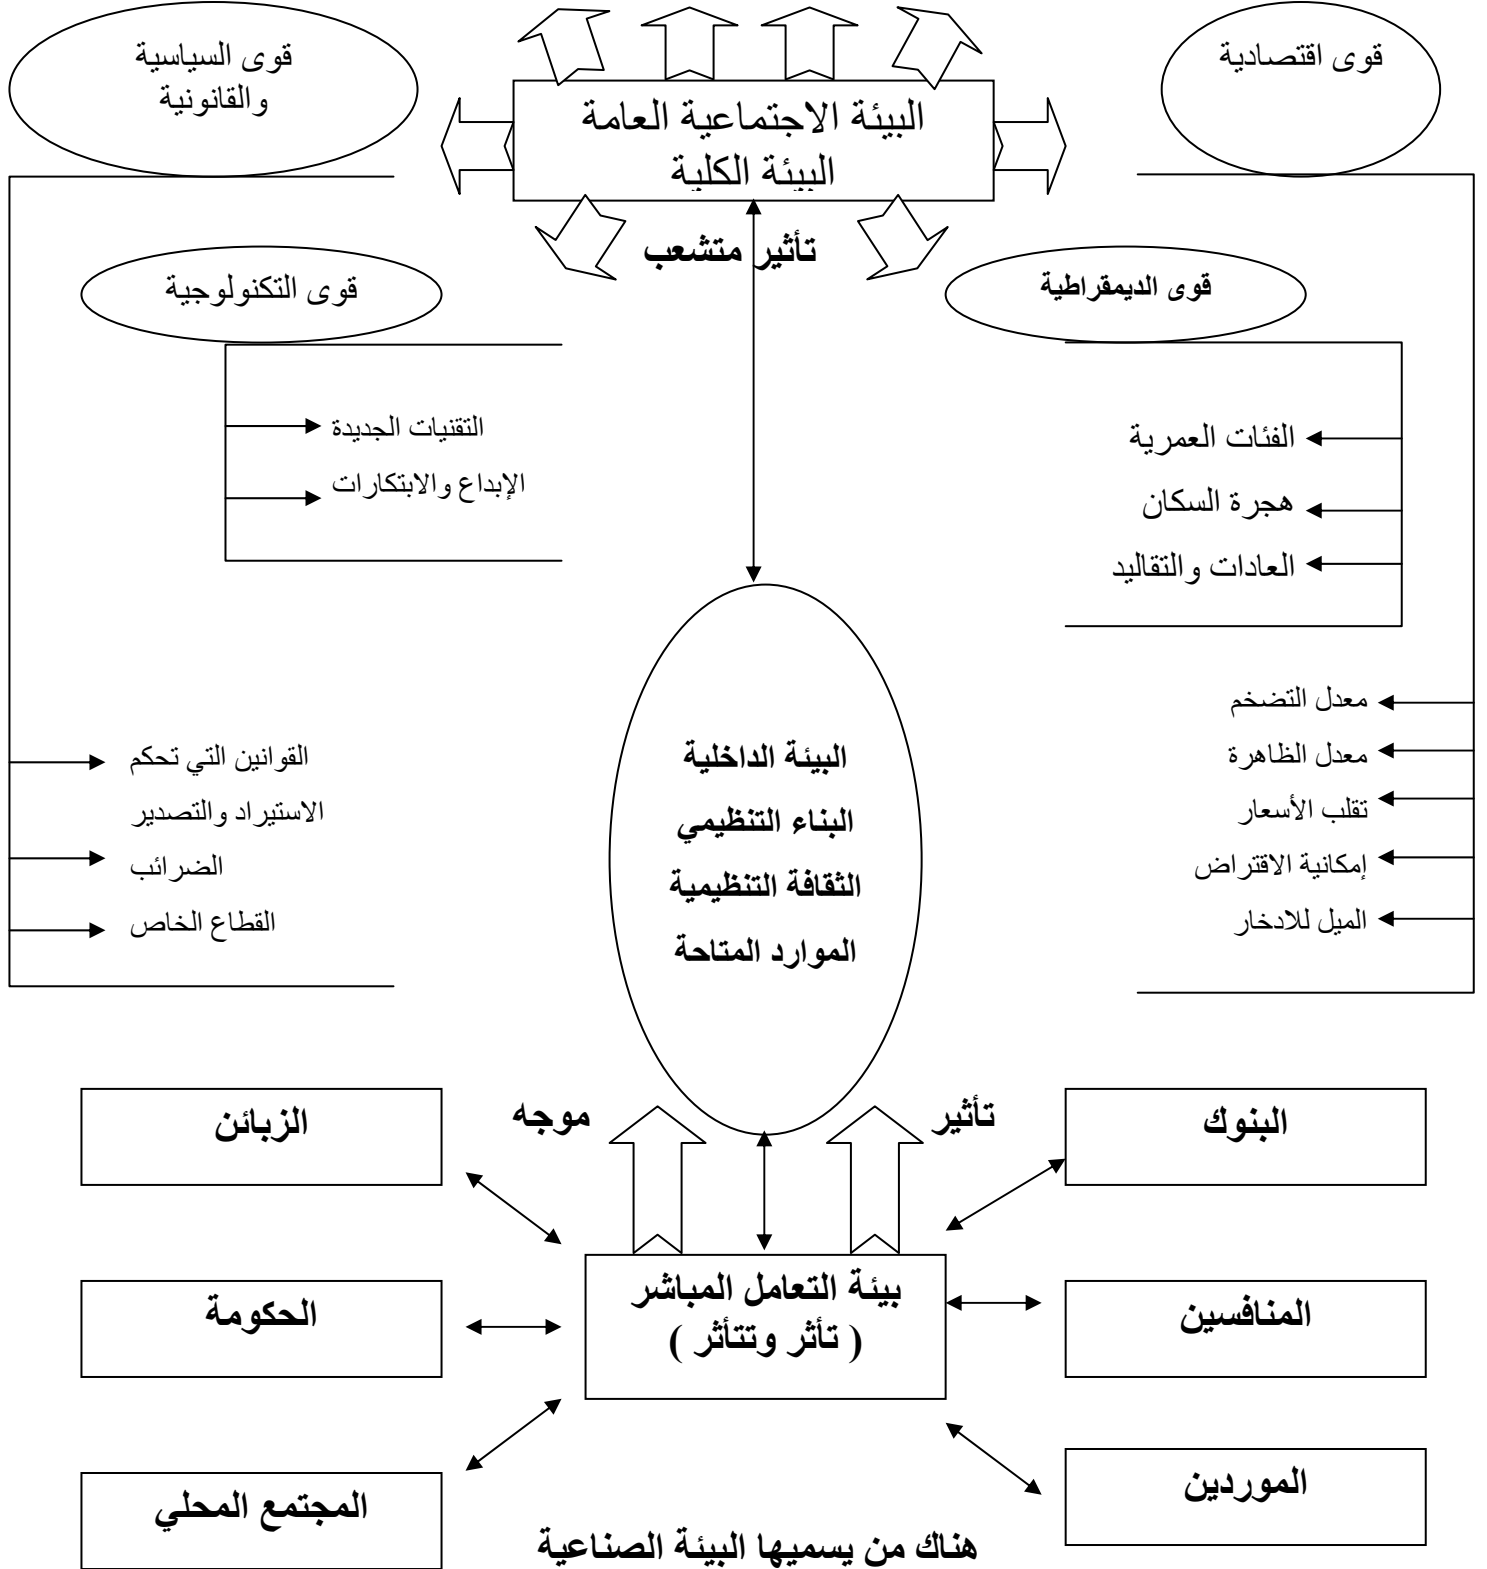 قوى اقتصادية
البيئة الاجتماعية العامة
البيئة الكلية
قوى السياسية
والقانونية
تأثير متشعب
قوى الديمقراطية
قوى التكنولوجية
الفئات العمرية
هجرة السكان
العادات والتقاليد
التقنيات الجديدة
الإبداع والابتكارات
معدل التضخم
معدل الظاهرة
تقلب الأسعار
إمكانية الاقتراض
الميل للادخار
البيئة الداخلية
البناء التنظيمي
الثقافة التنظيمية
الموارد المتاحة
القوانين التي تحكم
الاستيراد والتصدير
الضرائب
القطاع الخاص
البنوك
تأثير
موجه
الزبائن
المنافسين
بيئة التعامل المباشر
( تأثر وتتأثر )
الحكومة
الموردين
المجتمع المحلي
هناك من يسميها البيئة الصناعية